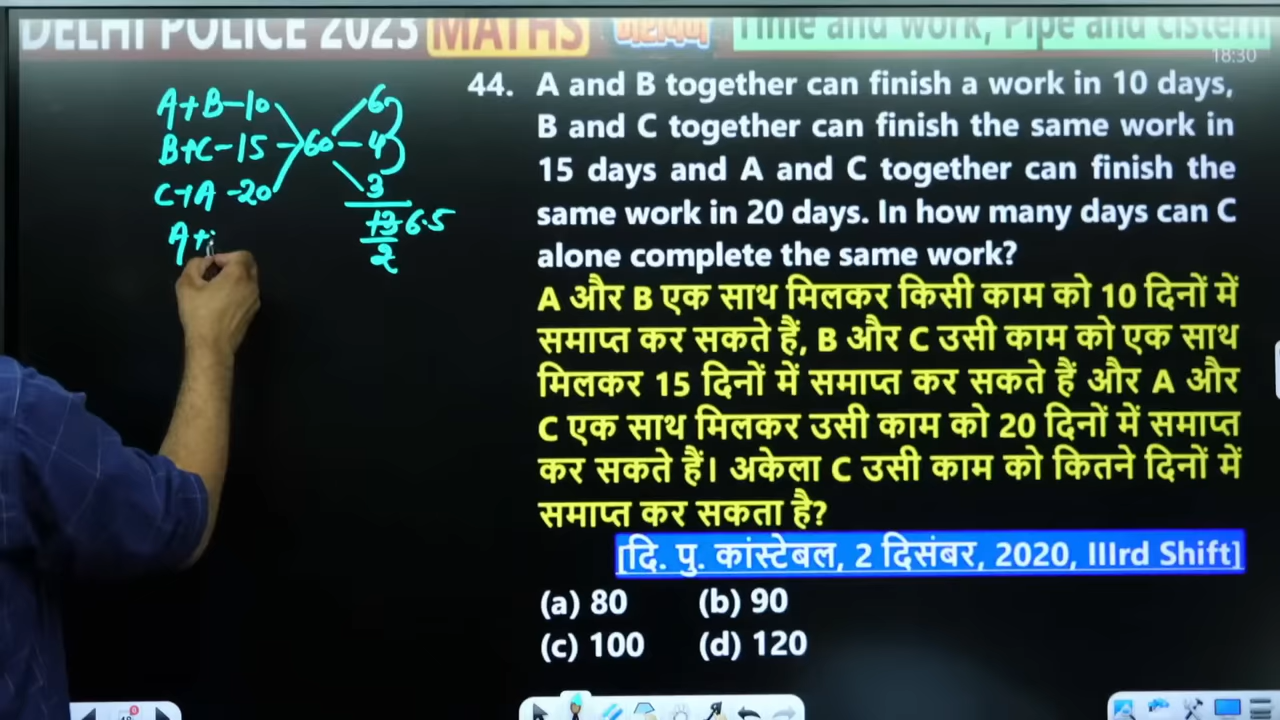 DELHI POLICE 2023 MATHS महापैक Time and work, Pipe and cistern
18:30
A+B-10
B+C-15
C+A-20
A+
60
6
4
3
13 6.5
2
44. A and B together can finish a work in 10 days,
B and C together can finish the same work in
15 days and A and C together can finish the
same work in 20 days. In how many days can C
alone complete the same work?
A और B एक साथ मिलकर किसी काम को 10 दिनों में
समाप्त कर सकते हैं, B और C उसी काम को एक साथ
मिलकर 15 दिनों में समाप्त कर सकते हैं और A और
C एक साथ मिलकर उसी काम को 20 दिनों में समाप्त
कर सकते हैं। अकेला C उसी काम को कितने दिनों में
समाप्त कर सकता है?
[दि. पु. कांस्टेबल, 2 दिसंबर, 2020, IIIrd Shift]
(a) 80 (b) 90
(c) 100 (d) 120